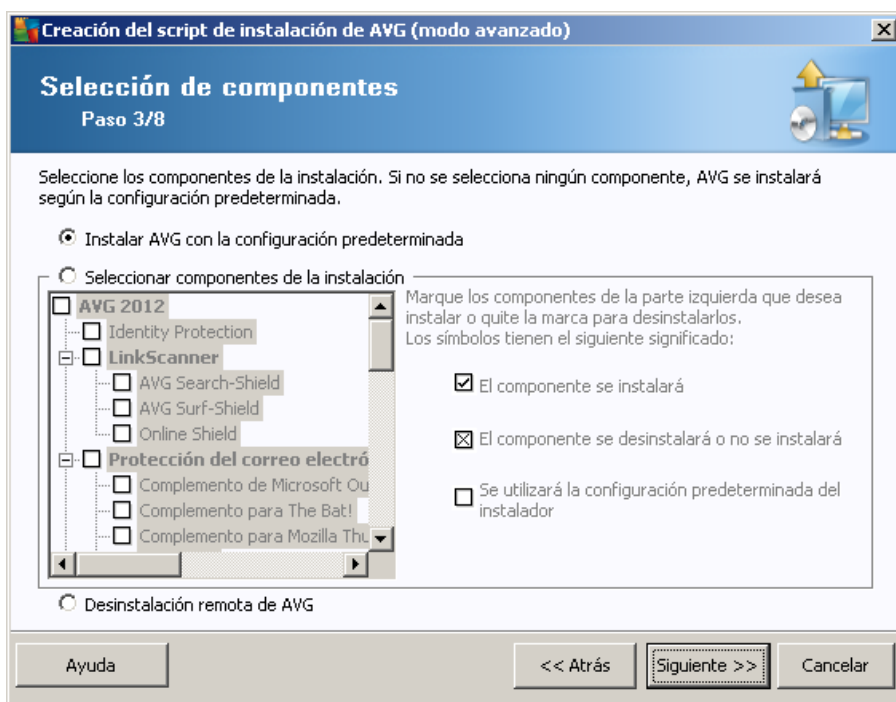 Creación del script de instalación de AVG (modo avanzado)
Selección de componentes
Paso 3/8
Seleccione los componentes de la instalación. Si no se selecciona ningún componente, AVG se instalará
según la configuración predeterminada.
Instalar AVG con la configuración predeterminada
Seleccionar componentes de la instalación
AVG 2012
Identity Protection
LinkScanner
AVG Search-Shield
AVG Surf-Shield
Online Shield
Protección del correo electró
Complemento de Microsoft Ou
Complemento para The Bat!
Complemento para Mozilla Thu
Marque los componentes de la parte izquierda que desea
instalar o quite la marca para desinstalarlos.
Los símbolos tienen el siguiente significado:
El componente se instalará
El componente se desinstalará o no se instalará
Se utilizará la configuración predeterminada del
instalador
Desinstalación remota de AVG
Ayuda
<< Atrás
Siguiente >>
Cancelar